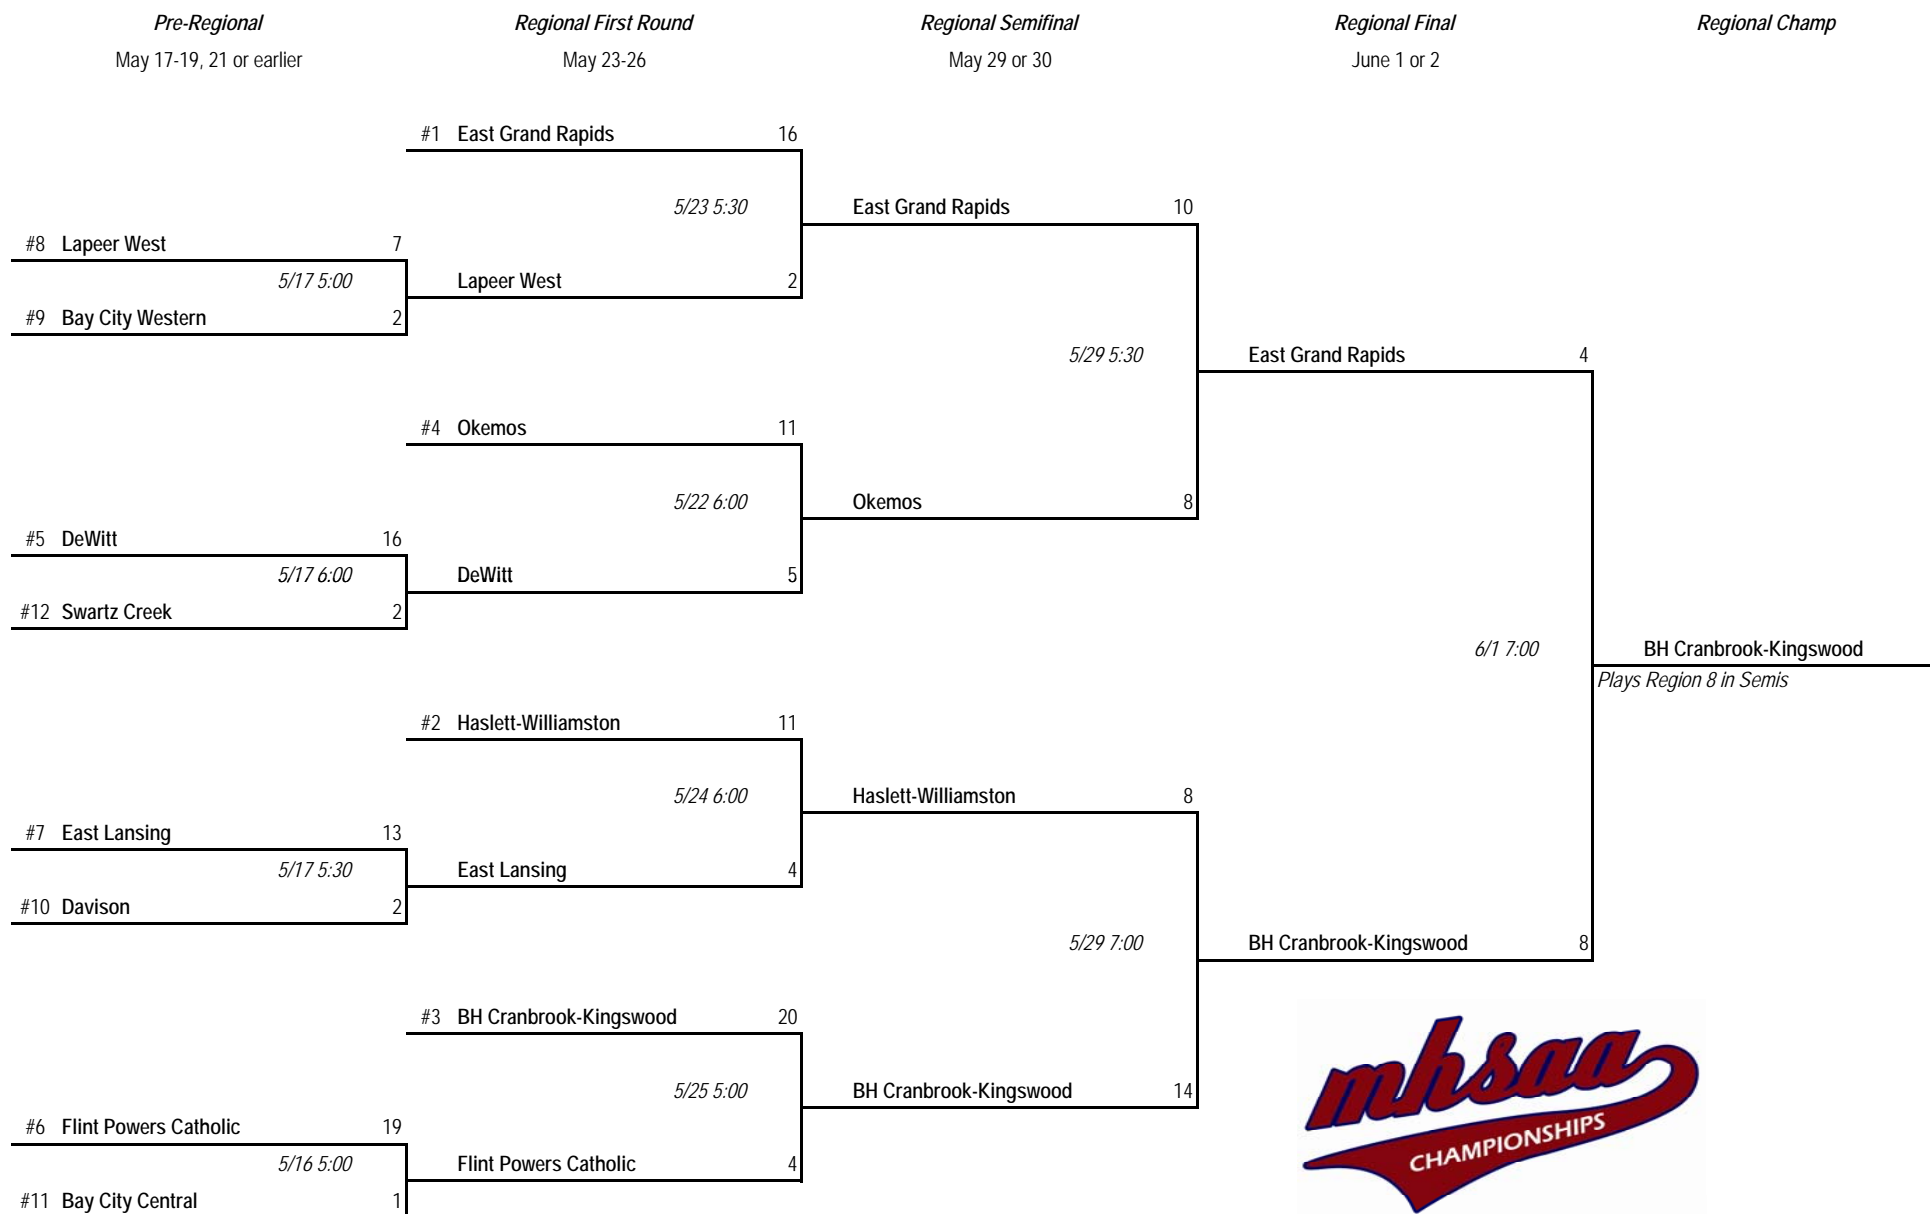 Pre-Regional Regional First Round Regional Semifinal Regional Final Regional Champ
May 17-19, 21 or earlier May 23-26 May 29 or 30 June 1 or 2
#1 East Grand Rapids 16
5/23 5:30 East Grand Rapids 10
#8 Lapeer West 7
5/17 5:00 Lapeer West 2
#9 Bay City Western 2
5/29 5:30 East Grand Rapids 4
#4 Okemos 11
5/22 6:00 Okemos 8
#5 DeWitt 16
5/17 6:00 DeWitt 5
#12 Swartz Creek 2
6/1 7:00 BH Cranbrook-Kingswood
Plays Region 8 in Semis
#2 Haslett-Williamston 11
5/24 6:00 Haslett-Williamston 8
#7 East Lansing 13
5/17 5:30 East Lansing 4
#10 Davison 2
5/29 7:00 BH Cranbrook-Kingswood 8
#3 BH Cranbrook-Kingswood 20
5/25 5:00 BH Cranbrook-Kingswood 14
#6 Flint Powers Catholic 19
5/16 5:00 Flint Powers Catholic 4
#11 Bay City Central 1
mhsaa
CHAMPIONSHIPS